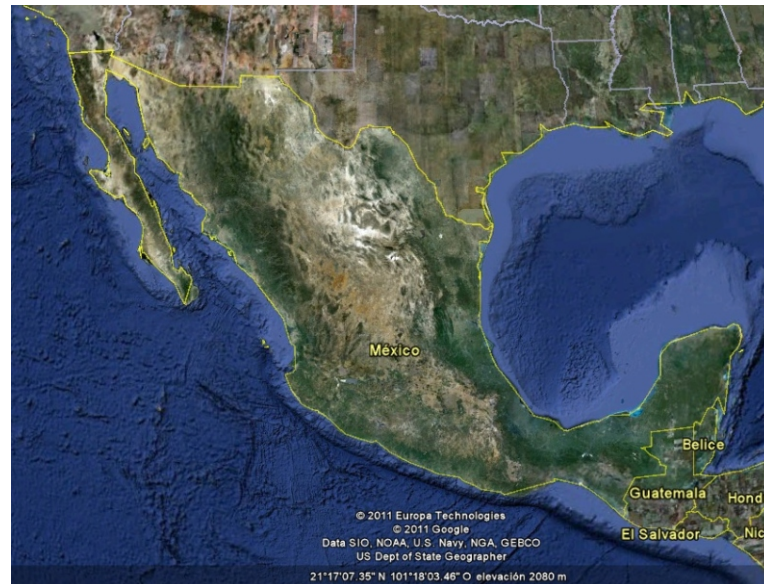 México
Belice
Guatemala
Hond
El Salvador
Nic
© 2011 Europa Technologies
© 2011 Google
Data SIO, NOAA, U.S. Navy, NGA, GEBCO
US Dept of State Geographer
21°17'07.35" N 101°18'03.46" O elevación 2080 m